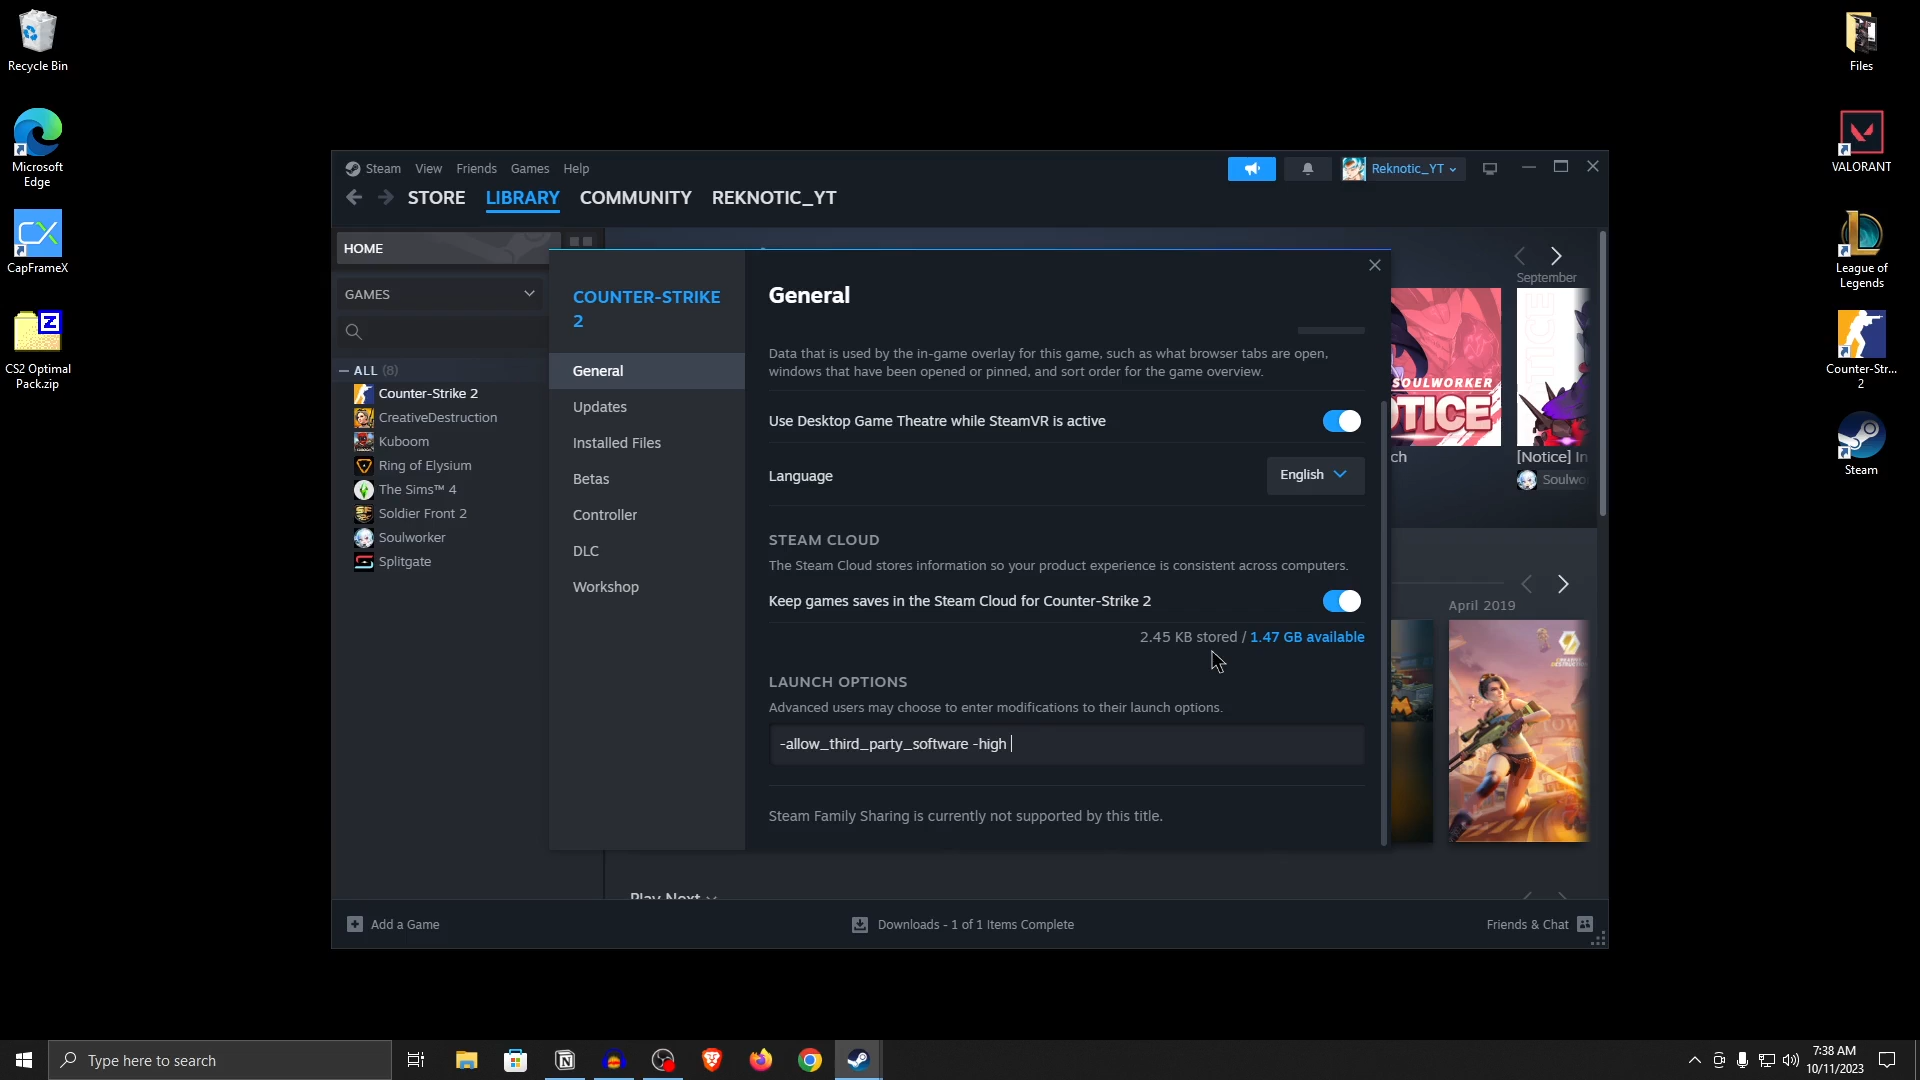 Recycle Bin
Microsoft
Edge
CapFrameX
CS2 Optimal
Pack.zip
Files
VALORANT
League of
Legends
Counter-Str...
2
Steam
Steam View Friends Games Help
Reknotic_YT
STORE LIBRARY COMMUNITY REKNOTIC_YT
HOME
GAMES
ALL (8)
Counter-Strike 2
CreativeDestruction
Kuboom
Ring of Elysium
The Sims™ 4
Soldier Front 2
Soulworker
Splitgate
COUNTER-STRIKE
2
General
Updates
Installed Files
Betas
Controller
DLC
Workshop
General
Data that is used by the in-game overlay for this game, such as what browser tabs are open,
windows that have been opened or pinned, and sort order for the game overview.
Use Desktop Game Theatre while SteamVR is active
Language
English
STEAM CLOUD
The Steam Cloud stores information so your product experience is consistent across computers.
Keep games saves in the Steam Cloud for Counter-Strike 2
2.45 KB stored / 1.47 GB available
LAUNCH OPTIONS
Advanced users may choose to enter modifications to their launch options.
-allow_third_party_software -high
Steam Family Sharing is currently not supported by this title.
September
SOULWORKER
OTICE
ch
[Notice] In
Soulwo
April 2019
Play Next
Add a Game
Downloads - 1 of 1 Items Complete
Friends & Chat
Type here to search
7:38 AM
10/11/2023